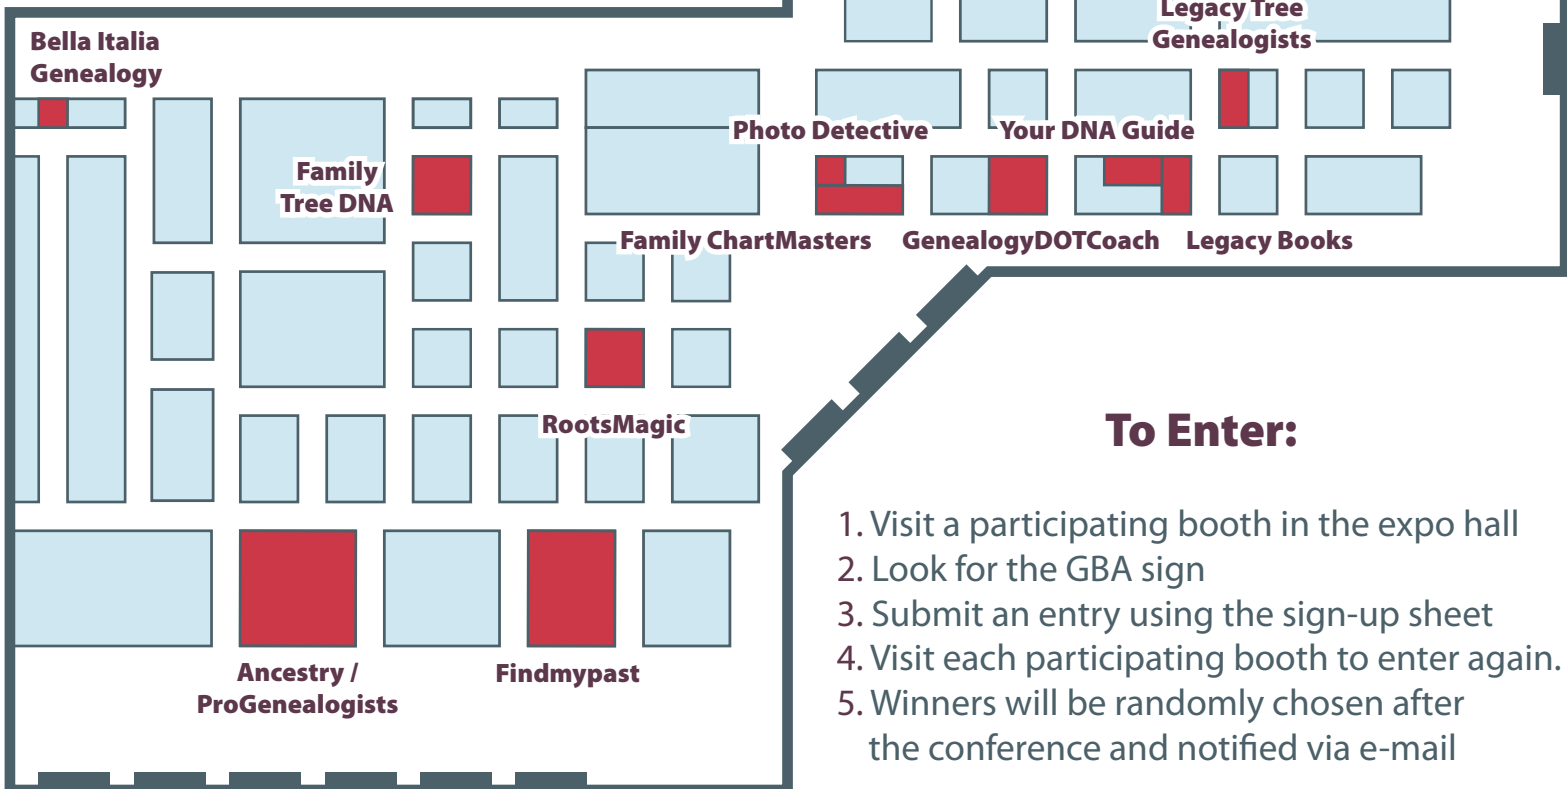 Legacy Tree
Genealogists
Bella Italia
Genealogy
Photo Detective
Your DNA Guide
Family
Tree DNA
Family ChartMasters
GenealogyDOTCoach
Legacy Books
RootsMagic
Ancestry /
ProGenealogists
Findmypast
To Enter:
1. Visit a participating booth in the expo hall
2. Look for the GBA sign
3. Submit an entry using the sign-up sheet
4. Visit each participating booth to enter again.
5. Winners will be randomly chosen after
the conference and notified via e-mail